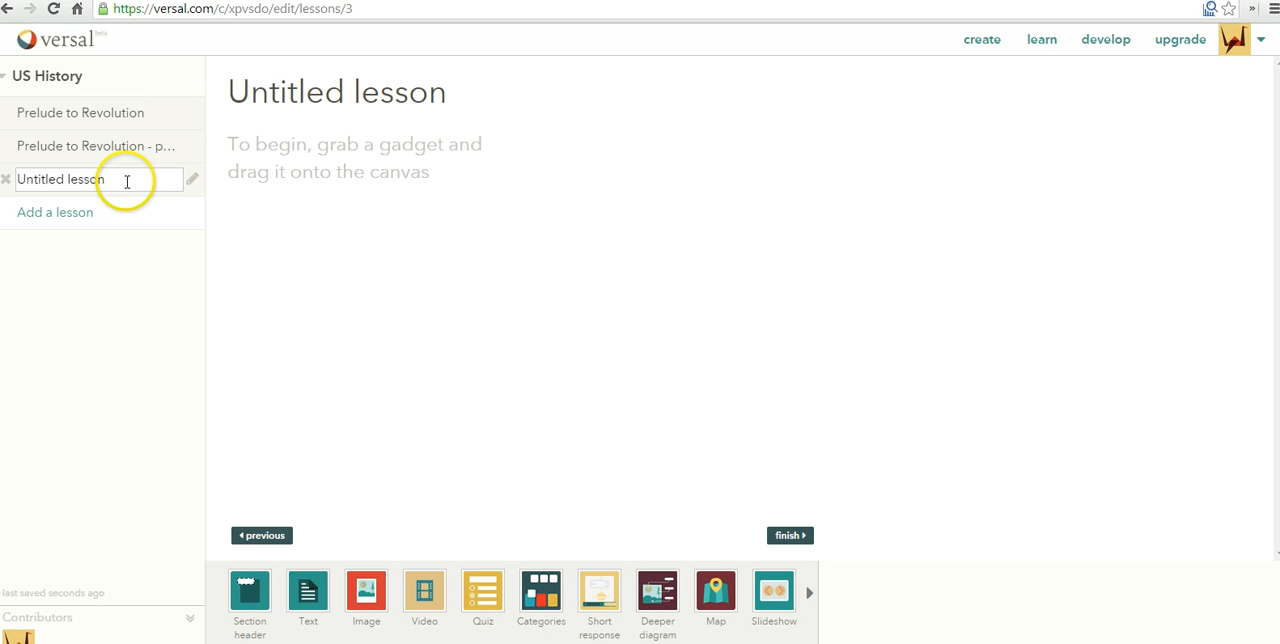 https://versal.com/c/xpvsdo/edit/lessons/3
»
versal beta
create learn develop upgrade
US History
Prelude to Revolution
Prelude to Revolution - p...
Untitled lesson
Add a lesson
Untitled lesson
To begin, grab a gadget and
drag it onto the canvas
previous
finish
last saved seconds ago
Contributors
Section
header
Text
Image
Video
Quiz
Categories
Short
response
Deeper
diagram
Map
Slideshow